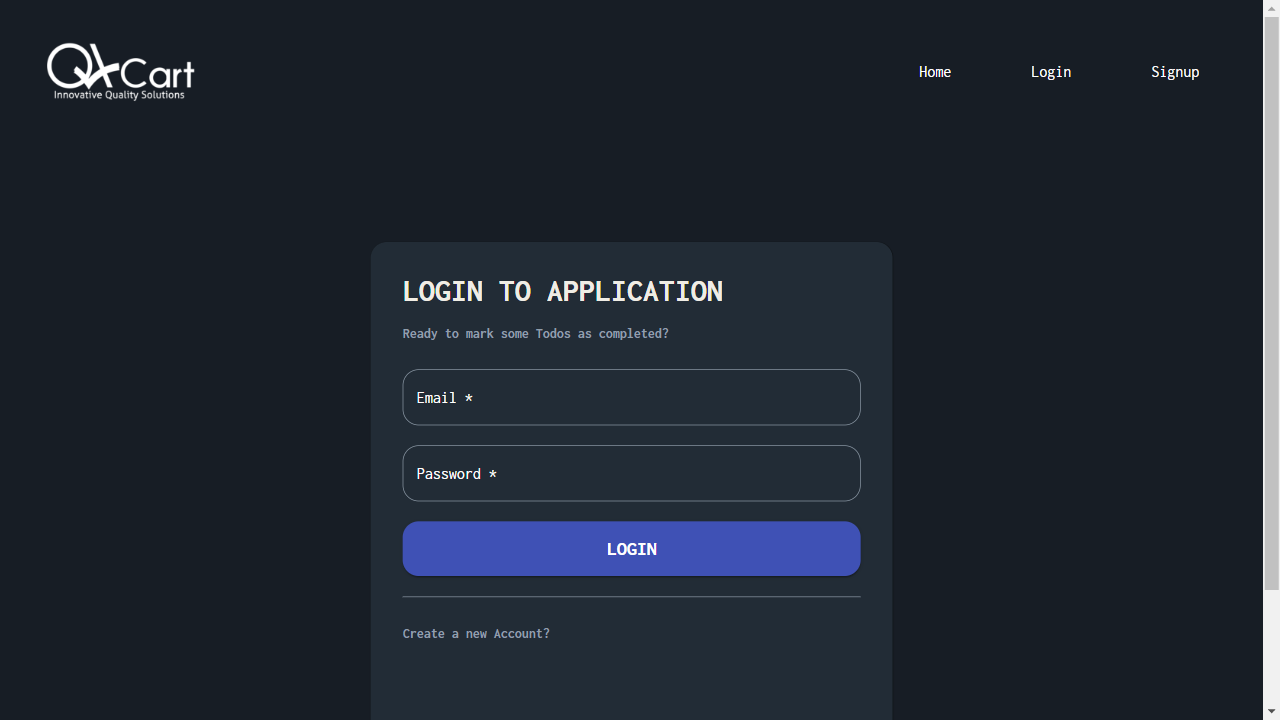 QACart
Innovative Quality Solutions
Home
Login
Signup
LOGIN TO APPLICATION
Ready to mark some Todos as completed?
Email *
Password *
LOGIN
Create a new Account?